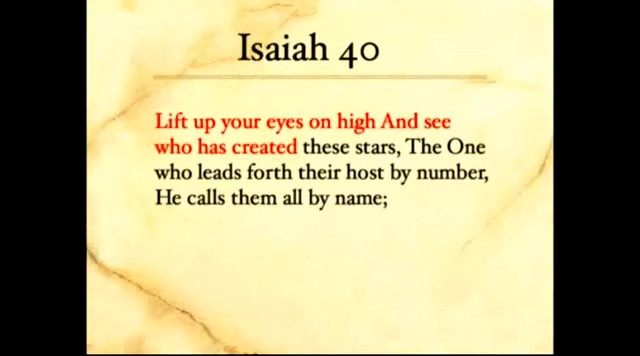 Isaiah 40
Lift up your eyes on high And see
who has created these stars, The One
who leads forth their host by number,
He calls them all by name;